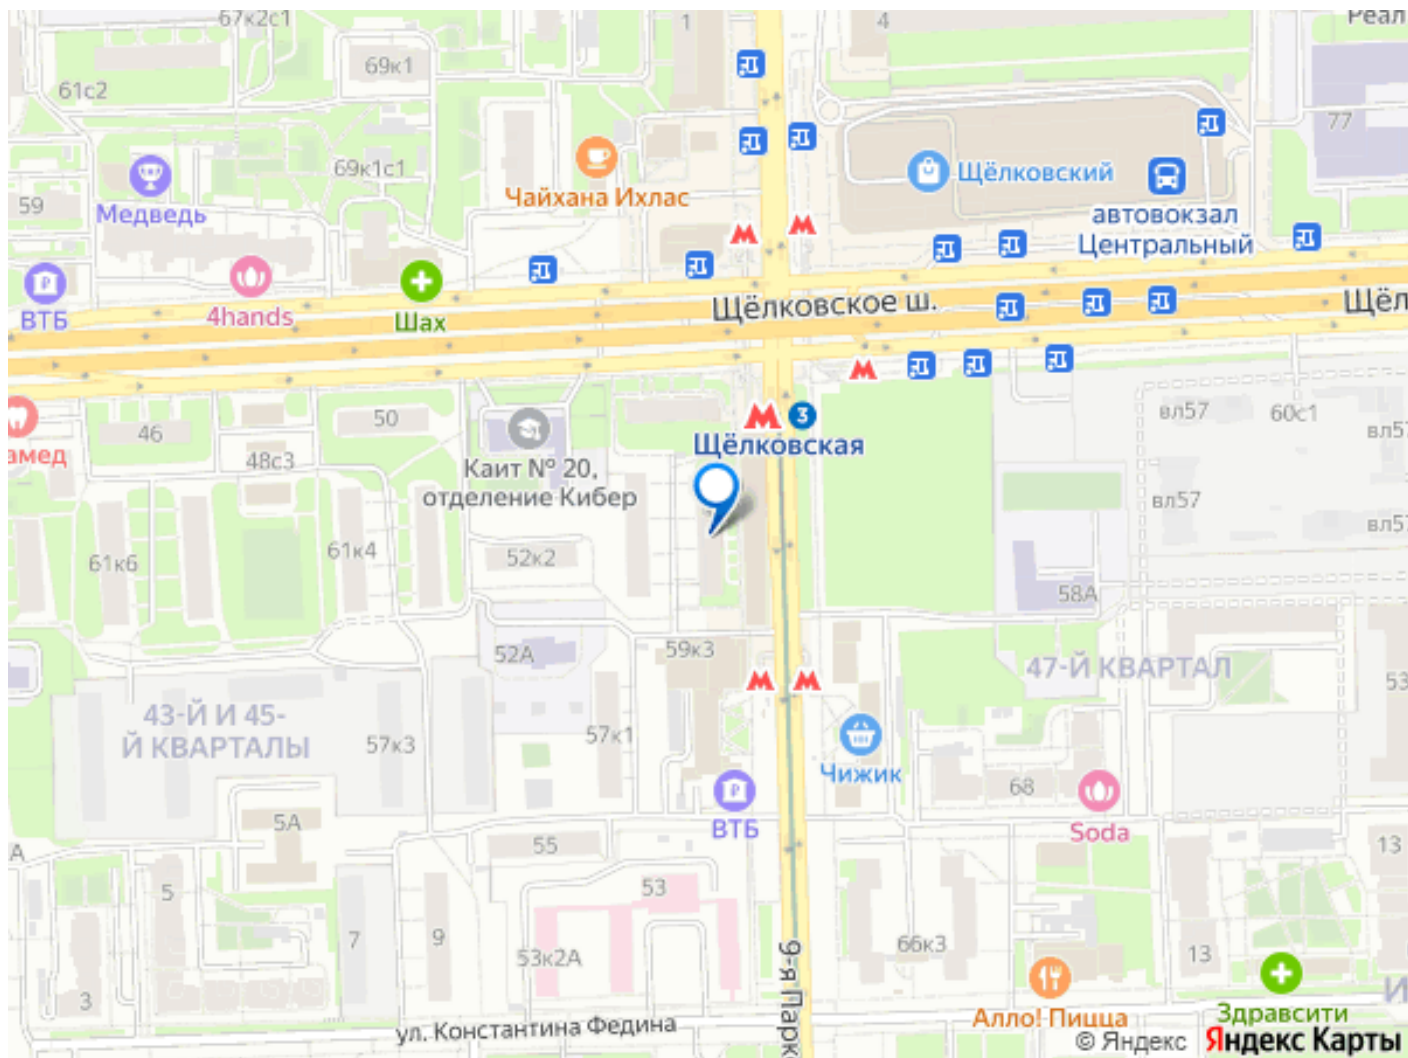 67к2с1
1
4
Реал
69к1
61с2
77
69к1с1
Чайхана Ихлас
Щёлковский
59
Медведь
автовокзал
Центральный
ВТБ
4hands
Шах
Щёлковское ш.
Щёл
46
50
вл57
60с1
вл57
амед
48с3
Каит № 20,
отделение Кибер
3
Щёлковская
вл57
вл57
61к6
61к4
52к2
58А
52А
59к3
47-Й КВАРТАЛ
53
43-Й И 45-
Й КВАРТАЛЫ
57к3
57к1
Чижик
68
ВТБ
Soda
5А
55
А
13
5
53
7
9
53к2А
66к3
13
3
9-я Парк
Алло! Пицца
Здравсити
И
ул. Константина Федина
© Яндекс
Яндекс Карты